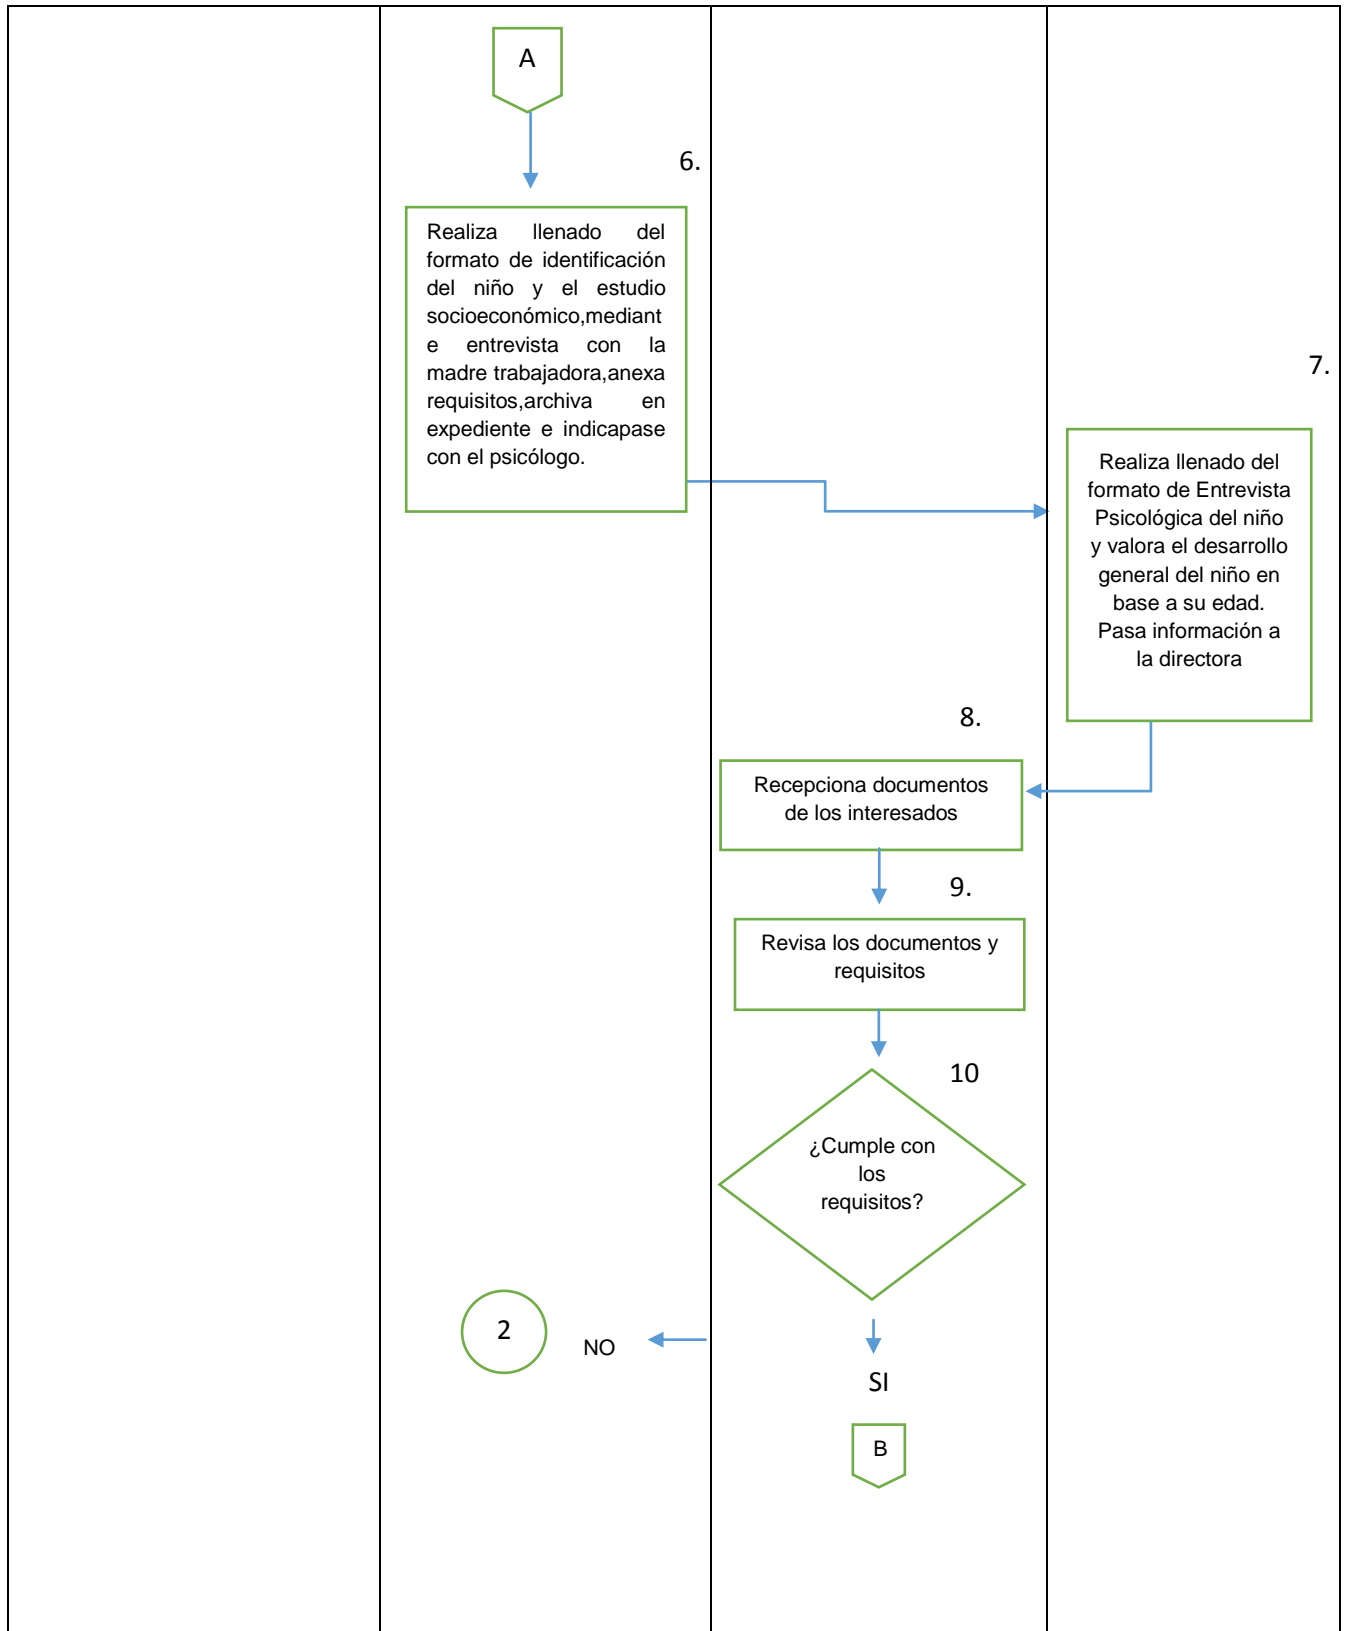 A
6.
Realiza llenado del
formato de identificación
del niño y el estudio
socioeconómico,mediant
e entrevista con la
madre trabajadora,anexa
requisitos,archiva en
expediente e indicapase
con el psicólogo.
7.
Realiza llenado del
formato de Entrevista
Psicológica del niño
y valora el desarrollo
general del niño en
base a su edad.
Pasa información a
la directora
8.
Recepciona documentos
de los interesados
9.
Revisa los documentos y
requisitos
10
¿Cumple con
los
requisitos?
2
NO
SI
B